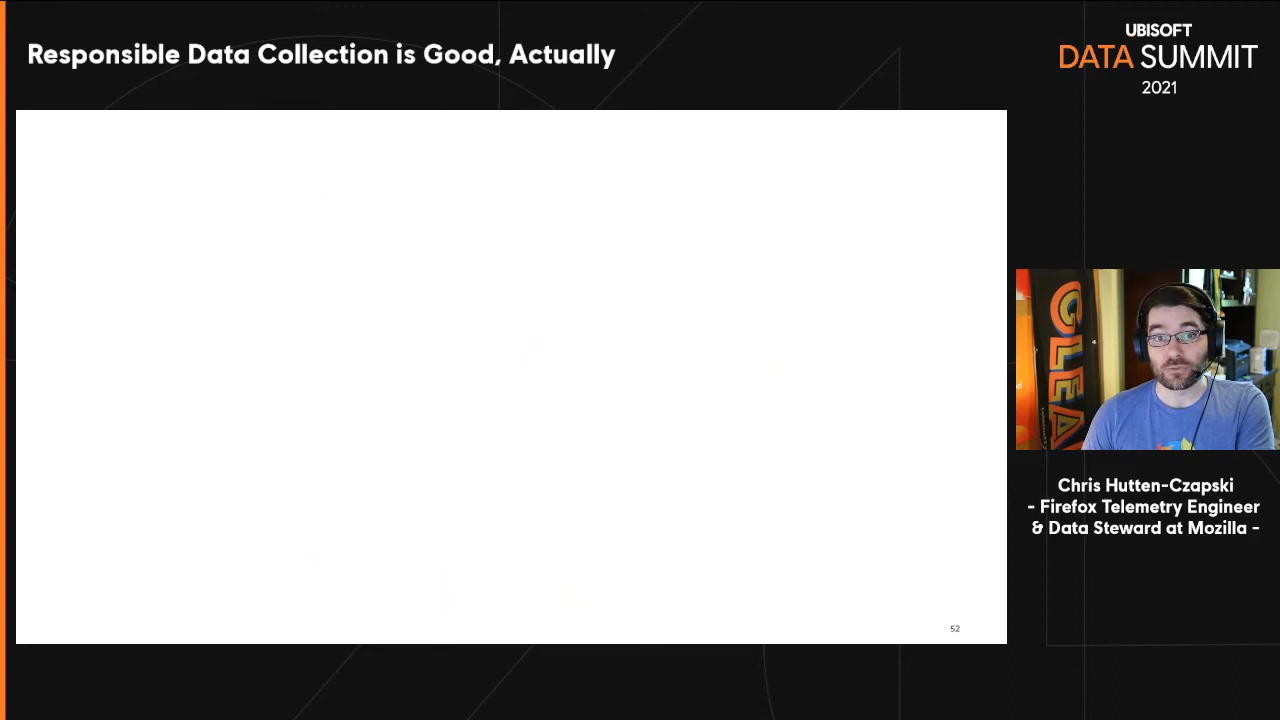 Responsible Data Collection is Good, Actually
UBISOFT
DATA SUMMIT
2021
GLEA
Chris Hutten-Czapski
- Firefox Telemetry Engineer
& Data Steward at Mozilla -
52